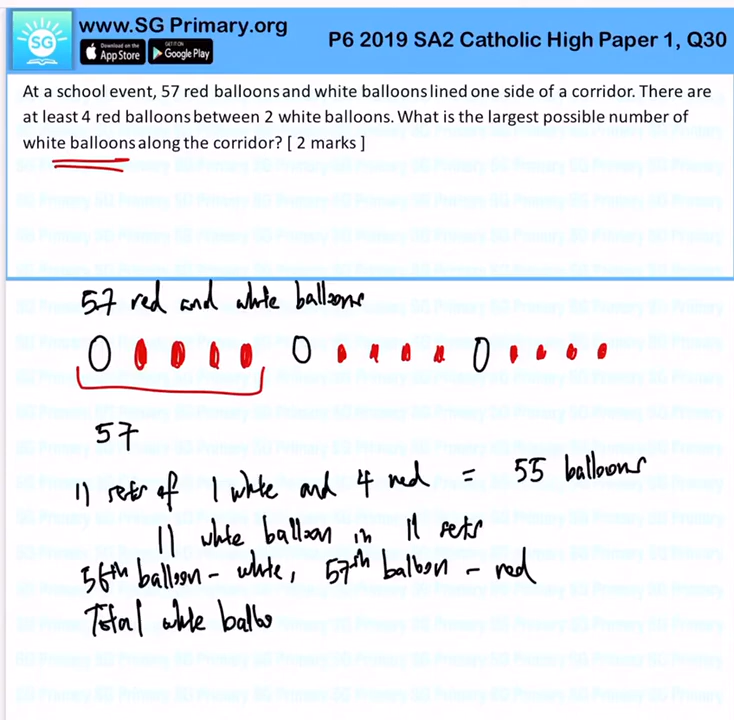 www.SG Primary.org
SG
Download on the
App Store
GET IT ON
Google Play
P6 2019 SA2 Catholic High Paper 1, Q30
At a school event, 57 red balloons and white balloons lined one side of a corridor. There are
at least 4 red balloons between 2 white balloons. What is the largest possible number of
white balloons along the corridor? [ 2 marks ]
57 red and white balloons
57
11 sets of 1 white and 4 red = 55 balloons
11 white balloon in 11 sets
56th balloon - white, 57th balloon - red
Total white balloo